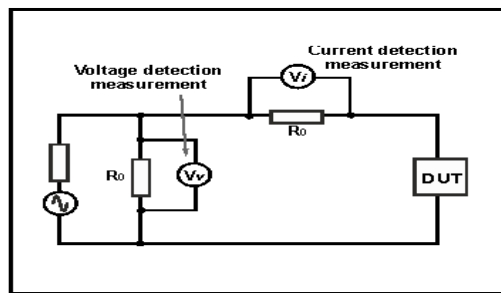 Current detection
measurement
Voltage detection
measurement
Vi
R0
R0
Vv
DUT